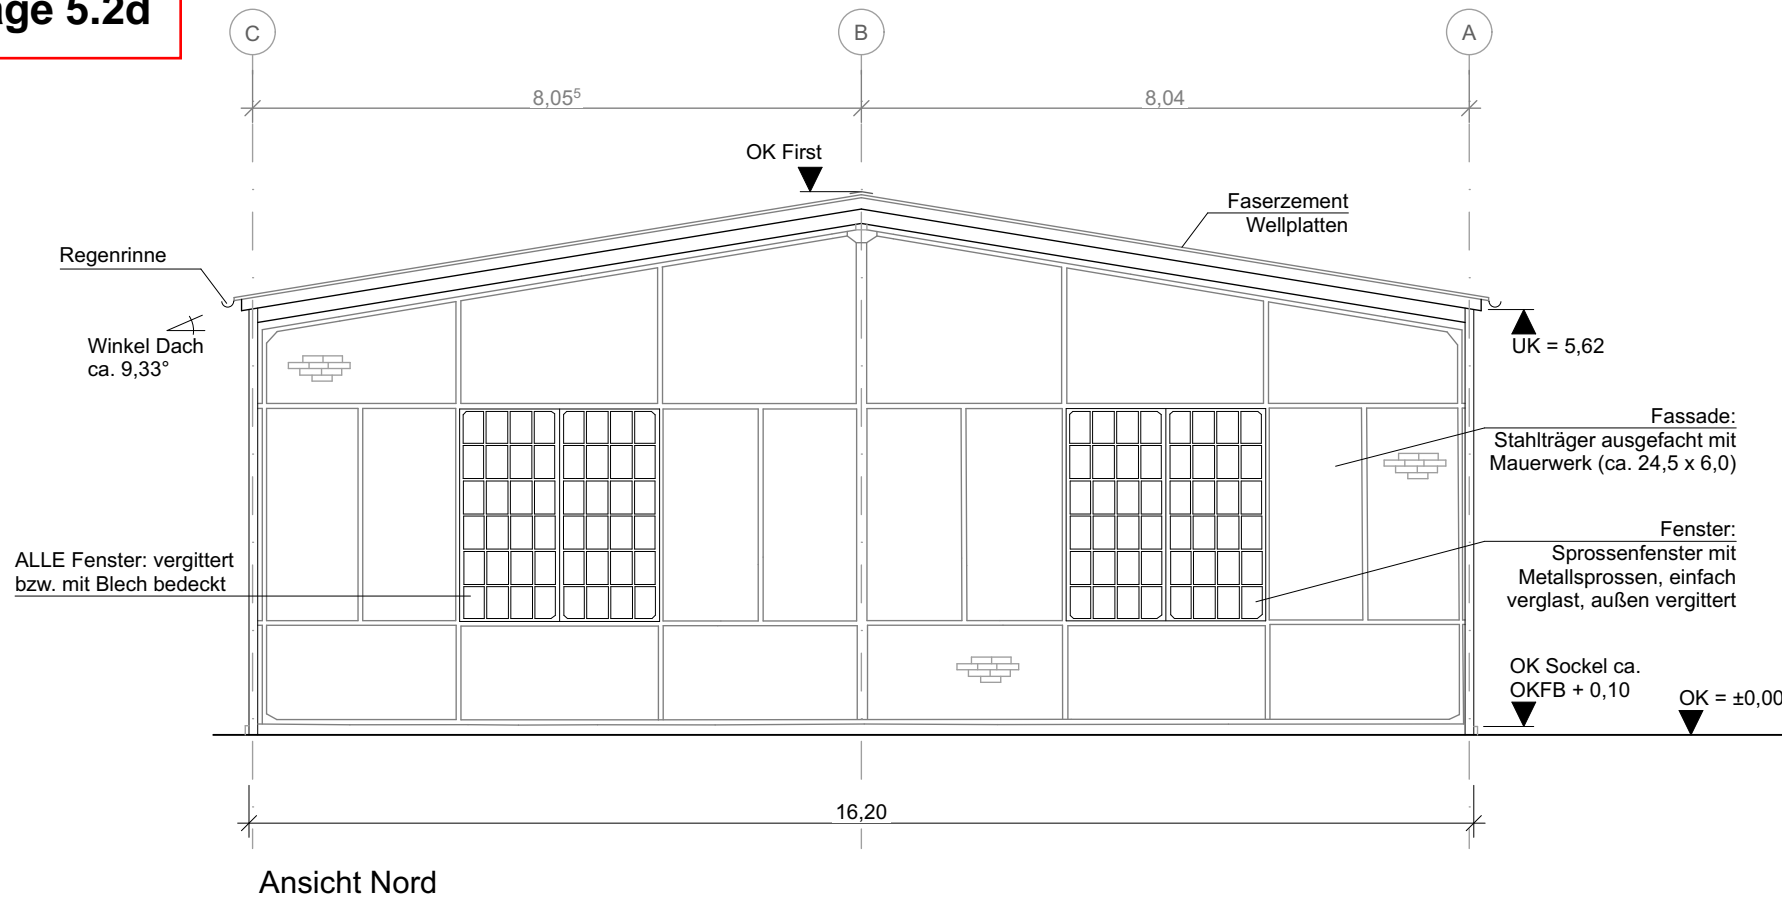 age 5.2d
C
B
A
8,05⁵
8,04
OK First
Faserzement
Wellplatten
Regenrinne
Winkel Dach
ca. 9,33°
UK = 5,62
Fassade:
Stahlträger ausgefacht mit
Mauerwerk (ca. 24,5 x 6,0)
ALLE Fenster: vergittert
bzw. mit Blech bedeckt
Fenster:
Sprossenfenster mit
Metallsprossen, einfach
verglast, außen vergittert
OK Sockel ca.
OKFB + 0,10
OK = ±0,00
16,20
Ansicht Nord